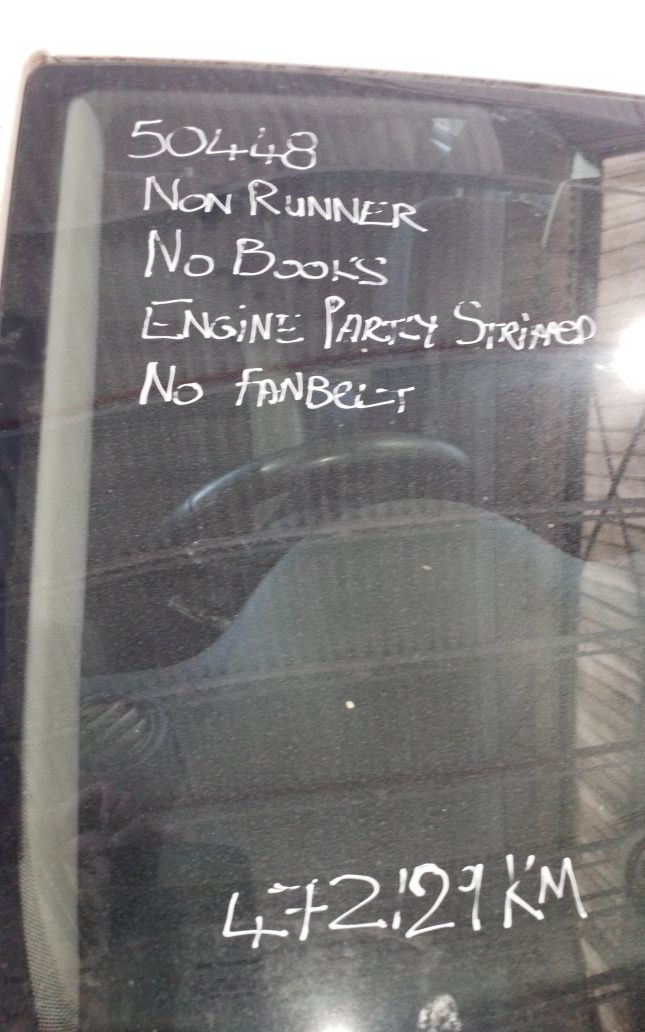 50448
NON RUNNER
NO BOOKS
ENGINE PARTLY STRIPPED
NO FANBELT
472129 KM